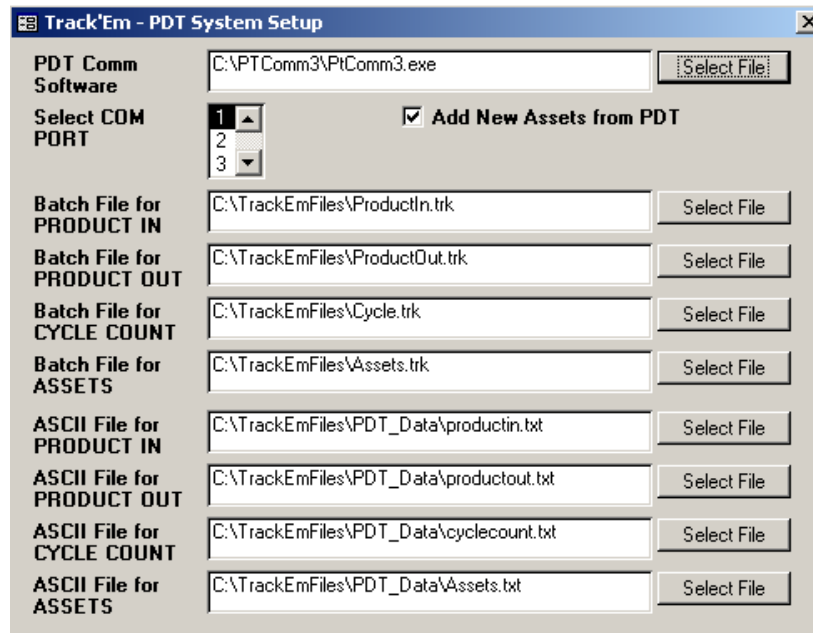 Track'Em - PDT System Setup
PDT Comm Software
C:\PTComm3\PtComm3.exe
Select File
Select COM PORT
1
2
3
Add New Assets from PDT
Batch File for PRODUCT IN
C:\TrackEmFiles\ProductIn.trk
Select File
Batch File for PRODUCT OUT
C:\TrackEmFiles\ProductOut.trk
Select File
Batch File for CYCLE COUNT
C:\TrackEmFiles\Cycle.trk
Select File
Batch File for ASSETS
C:\TrackEmFiles\Assets.trk
Select File
ASCII File for PRODUCT IN
C:\TrackEmFiles\PDT_Data\productin.txt
Select File
ASCII File for PRODUCT OUT
C:\TrackEmFiles\PDT_Data\productout.txt
Select File
ASCII File for CYCLE COUNT
C:\TrackEmFiles\PDT_Data\cyclecount.txt
Select File
ASCII File for ASSETS
C:\TrackEmFiles\PDT_Data\Assets.txt
Select File